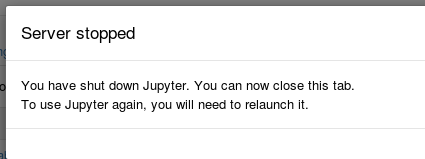 Server stopped
You have shut down Jupyter. You can now close this tab.
To use Jupyter again, you will need to relaunch it.